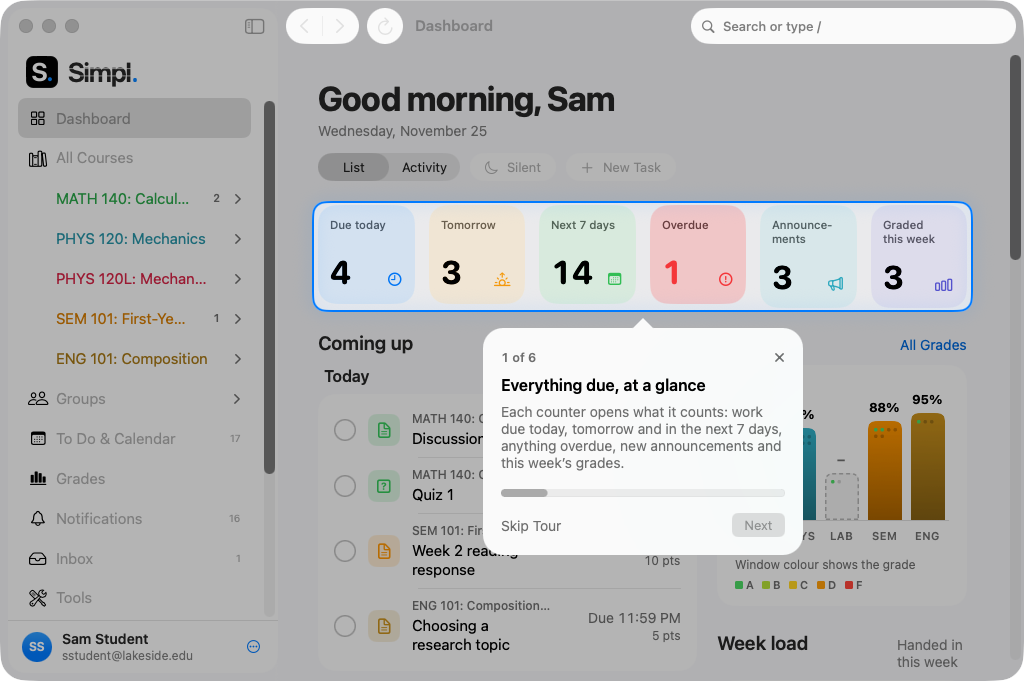 Dashboard
Search or type /
S.
Simpl.
Dashboard
All Courses
MATH 140: Calcul... 2
PHYS 120: Mechanics
PHYS 120L: Mechan...
SEM 101: First-Ye... 1
ENG 101: Composition
Groups
To Do & Calendar 17
Grades
Notifications 16
Inbox 1
Tools
SS
Sam Student
sstudent@lakeside.edu
Good morning, Sam
Wednesday, November 25
List Activity Silent + New Task
Due today
4
Tomorrow
3
Next 7 days
14
Overdue
1
Announce-
ments
3
Graded
this week
3
Coming up
Today
MATH 140:
Discussion
MATH 140:
Quiz 1
SEM 101:
Week 2 reading
response
10 pts
ENG 101: Composition...
Choosing a
research topic
Due 11:59 PM
5 pts
1 of 6
Everything due, at a glance
Each counter opens what it counts: work
due today, tomorrow and in the next 7 days,
anything overdue, new announcements and
this week's grades.
Skip Tour
Next
All Grades
% – 88% 95%
LAB SEM ENG
Window colour shows the grade
A B C D F
Week load
Handed in
this week